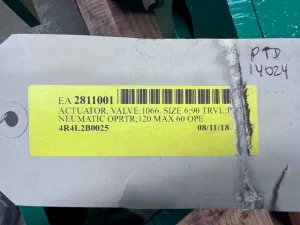 EA 2811001
ACTUATOR, VALVE;1066, SIZE 6;90 TRVL;P
NEUMATIC OPRTR;120 MAX 60 OPE
4R4L2B0025 08/11/18
PTD
14024